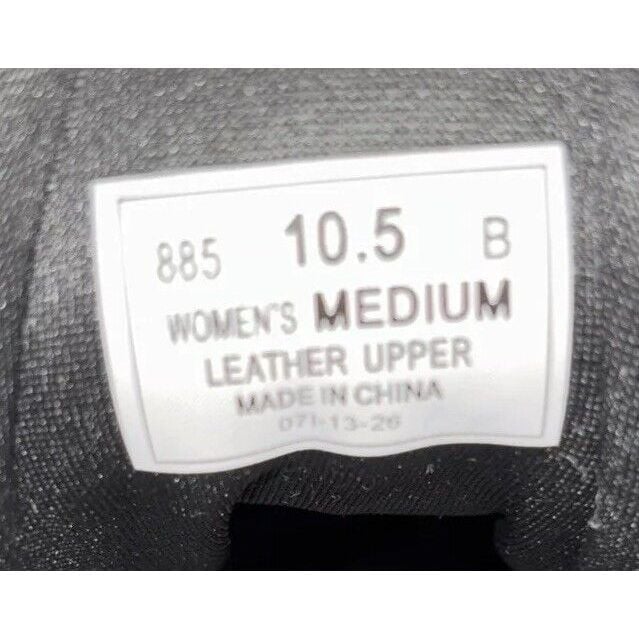 885 10.5 B
WOMEN'S MEDIUM
LEATHER UPPER
MADE IN CHINA
071-13-26